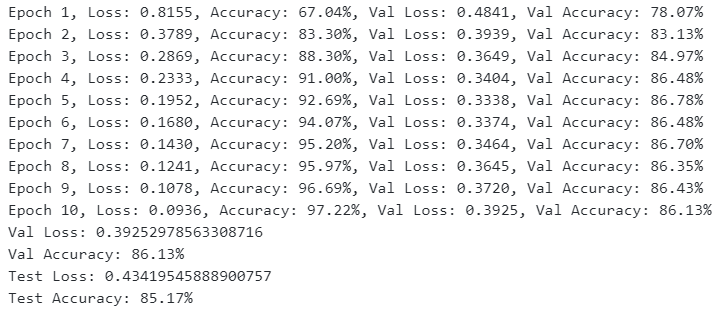 Epoch 1, Loss: 0.8155, Accuracy: 67.04%, Val Loss: 0.4841, Val Accuracy: 78.07%
Epoch 2, Loss: 0.3789, Accuracy: 83.30%, Val Loss: 0.3939, Val Accuracy: 83.13%
Epoch 3, Loss: 0.2869, Accuracy: 88.30%, Val Loss: 0.3649, Val Accuracy: 84.97%
Epoch 4, Loss: 0.2333, Accuracy: 91.00%, Val Loss: 0.3404, Val Accuracy: 86.48%
Epoch 5, Loss: 0.1952, Accuracy: 92.69%, Val Loss: 0.3338, Val Accuracy: 86.78%
Epoch 6, Loss: 0.1680, Accuracy: 94.07%, Val Loss: 0.3374, Val Accuracy: 86.48%
Epoch 7, Loss: 0.1430, Accuracy: 95.20%, Val Loss: 0.3464, Val Accuracy: 86.70%
Epoch 8, Loss: 0.1241, Accuracy: 95.97%, Val Loss: 0.3645, Val Accuracy: 86.35%
Epoch 9, Loss: 0.1078, Accuracy: 96.69%, Val Loss: 0.3720, Val Accuracy: 86.43%
Epoch 10, Loss: 0.0936, Accuracy: 97.22%, Val Loss: 0.3925, Val Accuracy: 86.13%
Val Loss: 0.39252978563308716
Val Accuracy: 86.13%
Test Loss: 0.43419545888900757
Test Accuracy: 85.17%